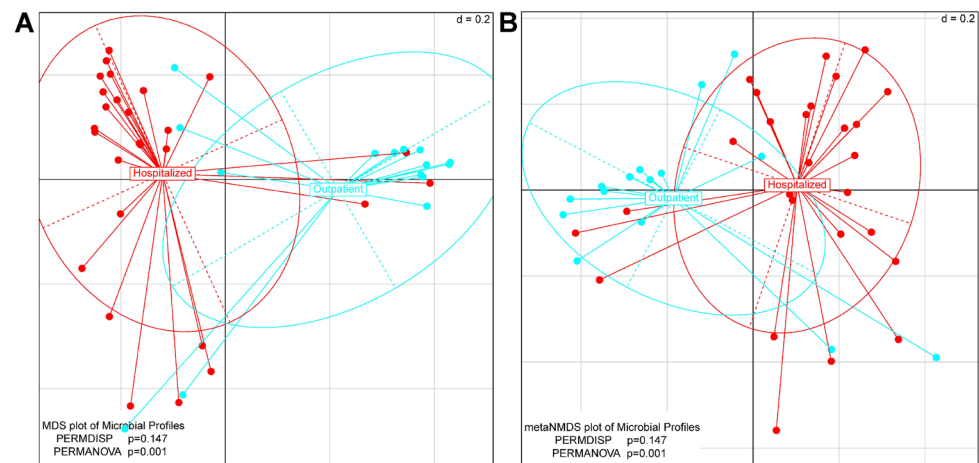 A
d = 0.2
Hospitalized
Outpatient
MDS plot of Microbial Profiles
PERMDISP p=0.147
PERMANOVA p=0.001
B
d = 0.2
Hospitalized
Outpatient
metaNMDS plot of Microbial Profiles
PERMDISP p=0.147
PERMANOVA p=0.001